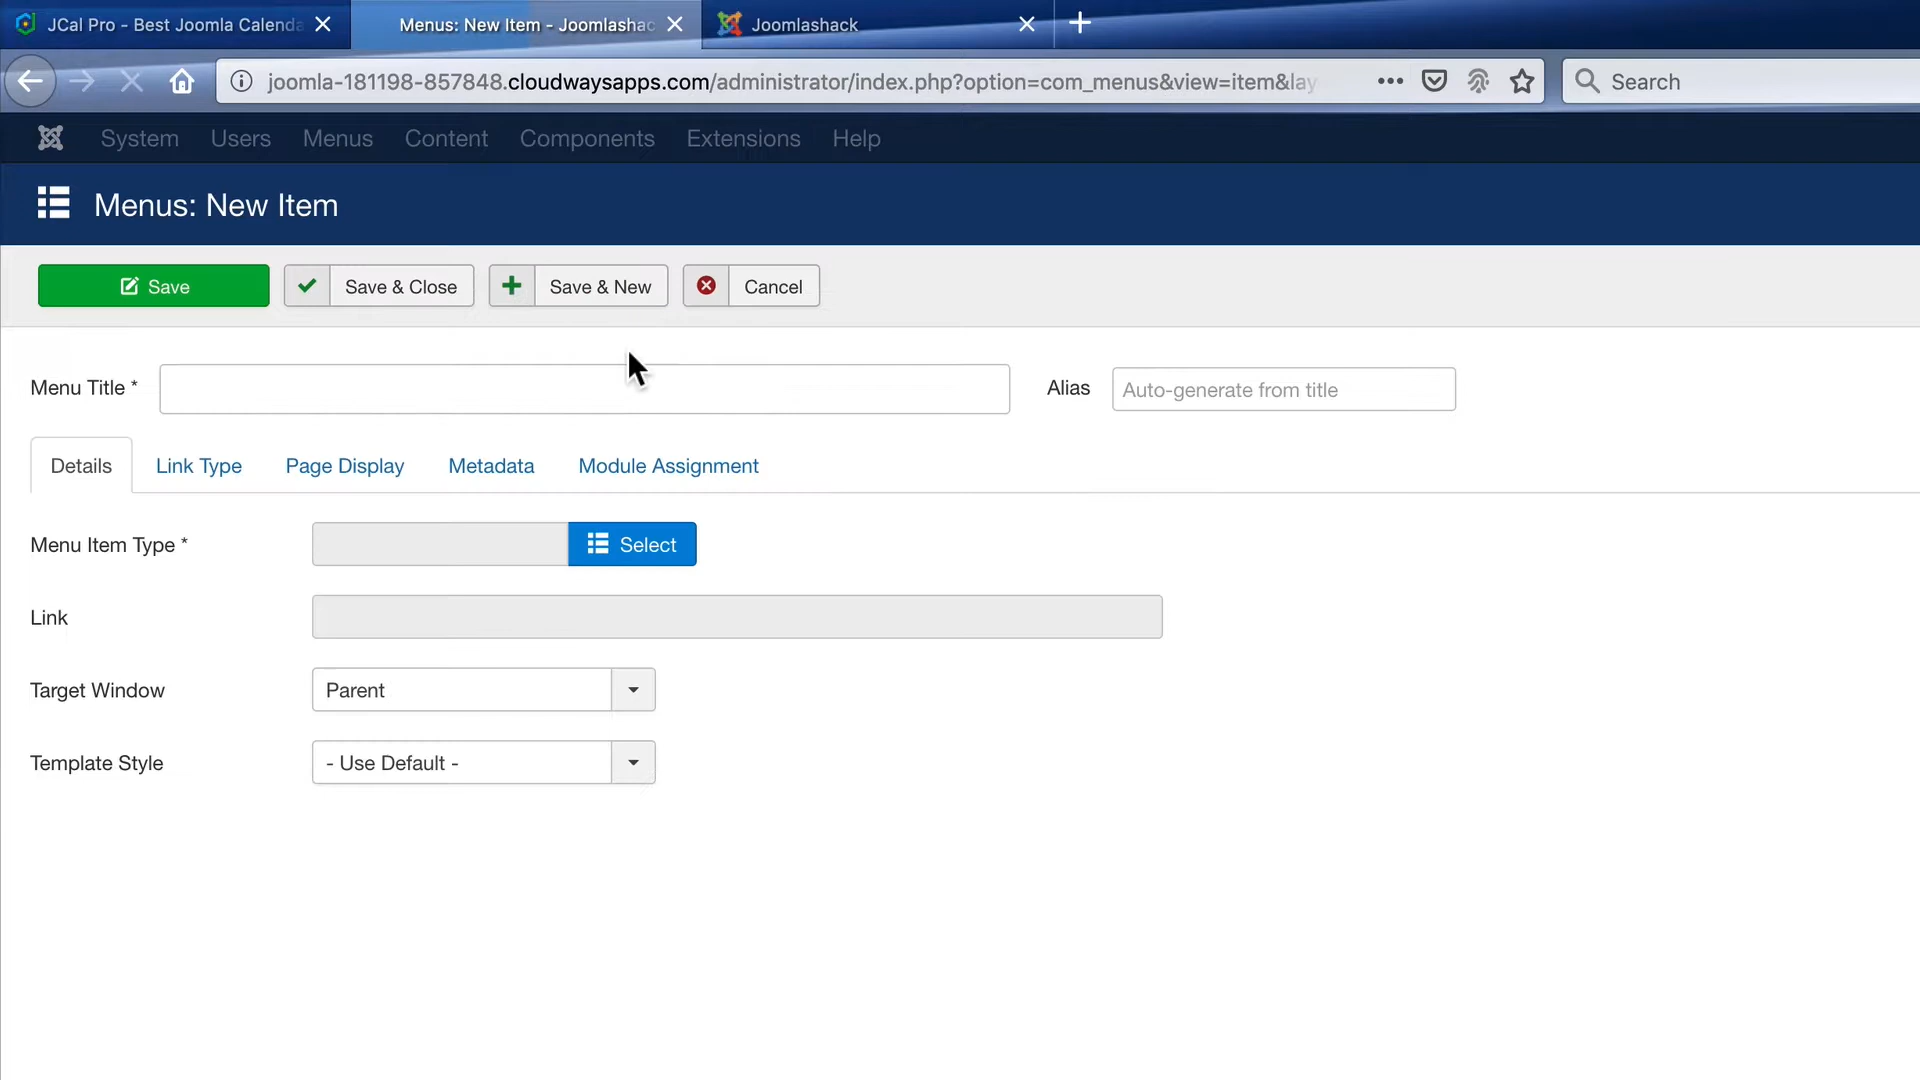 JCal Pro - Best Joomla Calenda
Menus: New Item - Joomlashac
Joomlashack
joomla-181198-857848.cloudwaysapps.com/administrator/index.php?option=com_menus&view=item&lay
Search
System Users Menus Content Components Extensions Help
Menus: New Item
Save
Save & Close
Save & New
Cancel
Menu Title *
Alias
Auto-generate from title
Details
Link Type
Page Display
Metadata
Module Assignment
Menu Item Type *
Select
Link
Target Window
Parent
Template Style
- Use Default -